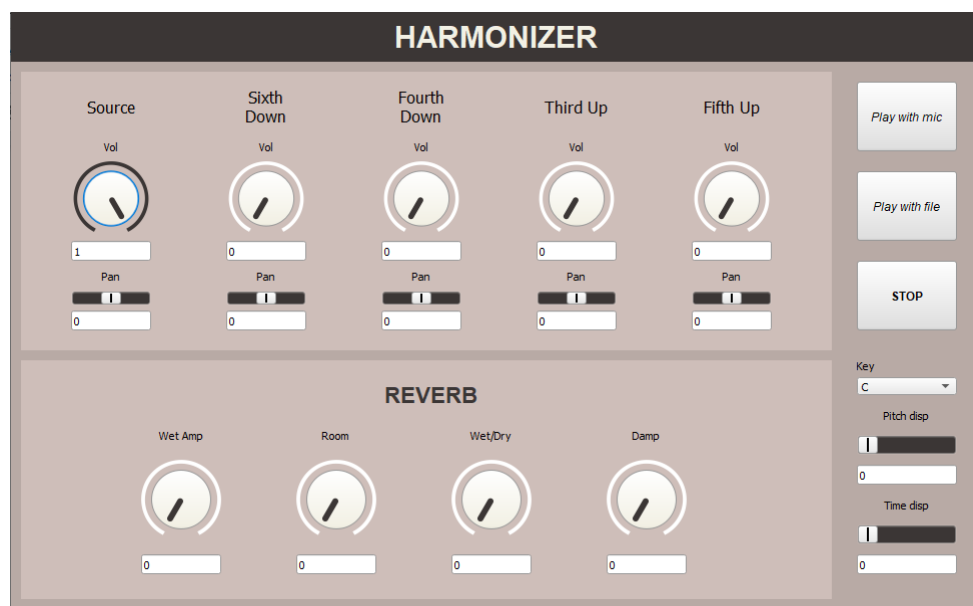 HARMONIZER
Source
Sixth
Down
Fourth
Down
Third Up
Fifth Up
Vol
Vol
Vol
Vol
Vol
1
0
0
0
0
Pan
Pan
Pan
Pan
Pan
0
0
0
0
0
REVERB
Wet Amp
Room
Wet/Dry
Damp
0
0
0
0
Play with mic
Play with file
STOP
Key
C
Pitch disp
0
Time disp
0